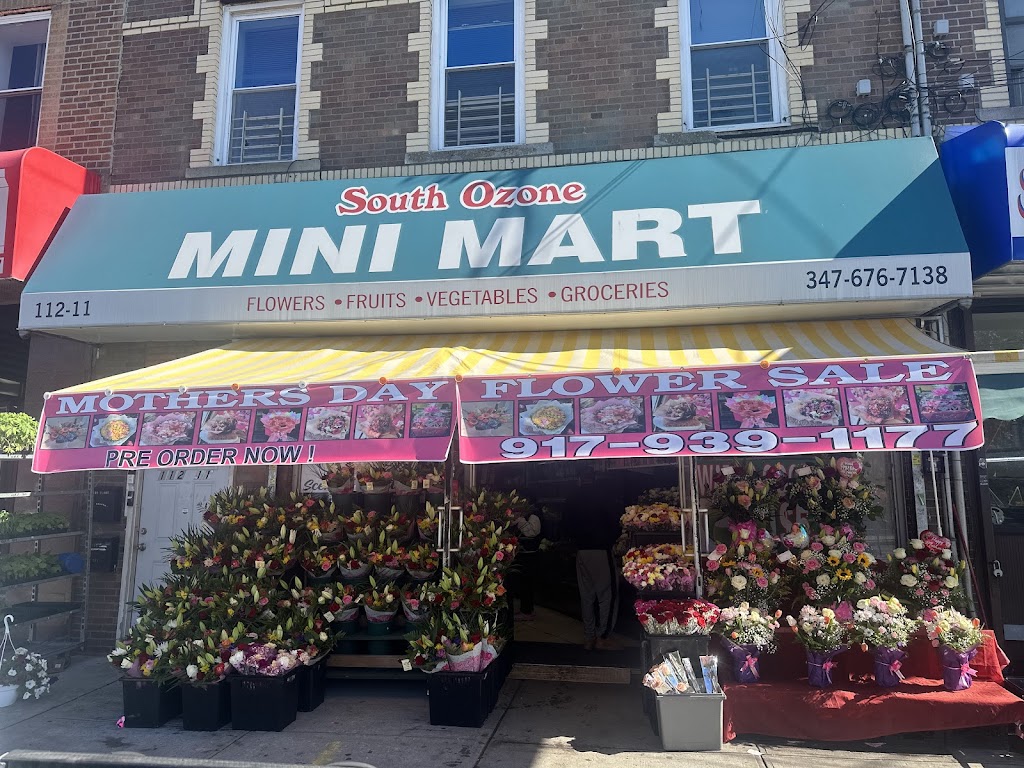 South Ozone
MINI MART
FLOWERS • FRUITS • VEGETABLES • GROCERIES
112-11
347-676-7138
MOTHERS DAY FLOWER SALE
PRE ORDER NOW !
917-939-1177
112 11